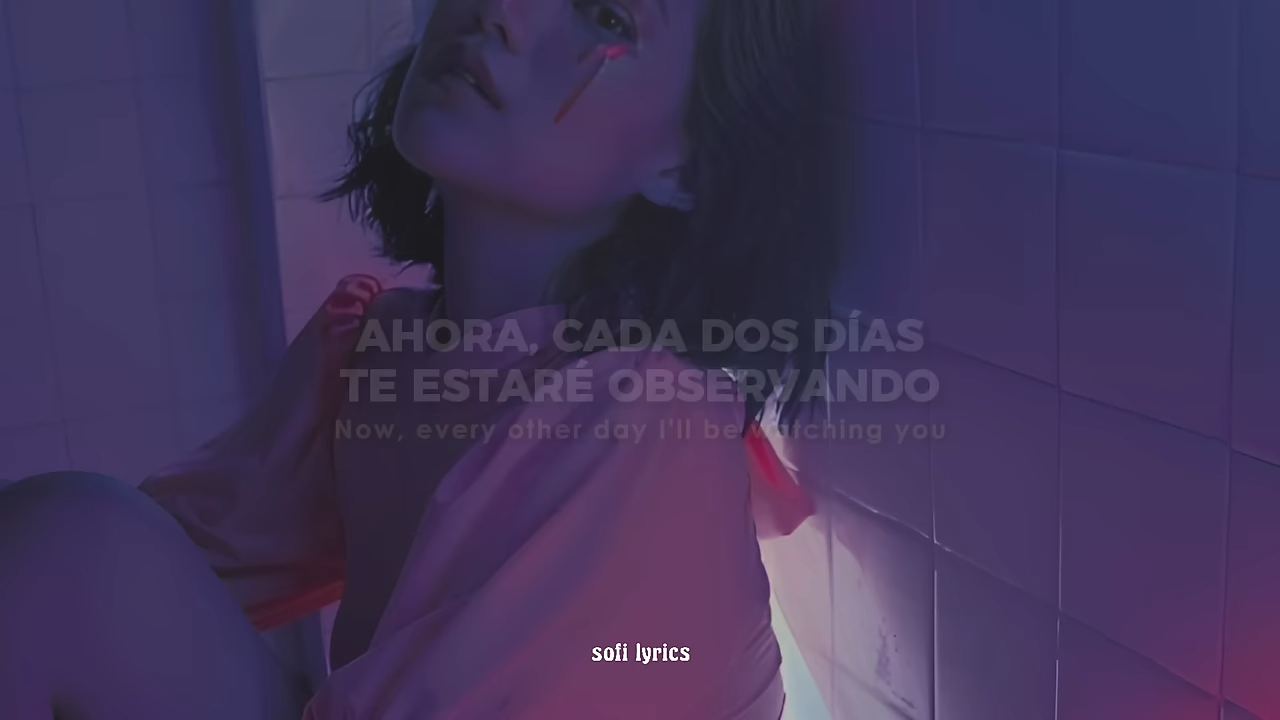 AHORA, CADA DOS DÍAS
TE ESTARÉ OBSERVANDO
Now, every other day I'll be watching you
sofi lyrics